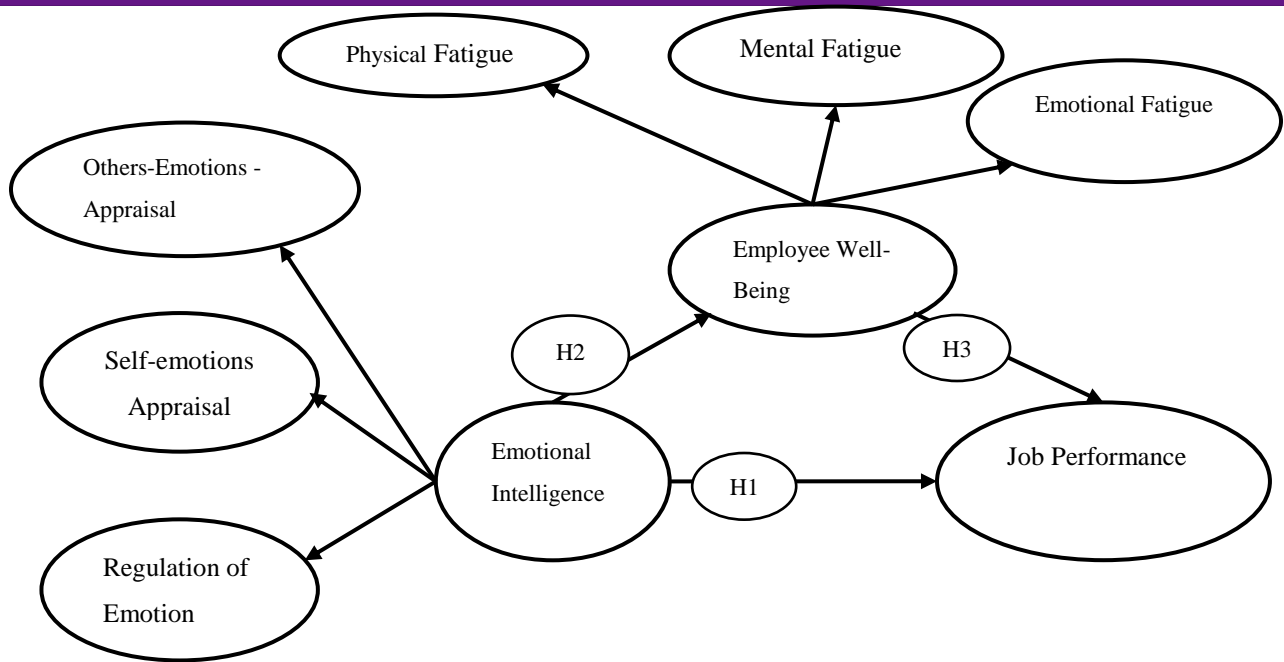 Physical Fatigue
Mental Fatigue
Emotional Fatigue
Others-Emotions -
Appraisal
Employee Well-
Being
H2
H3
Self-emotions
Appraisal
Emotional
Intelligence
H1
Job Performance
Regulation of
Emotion